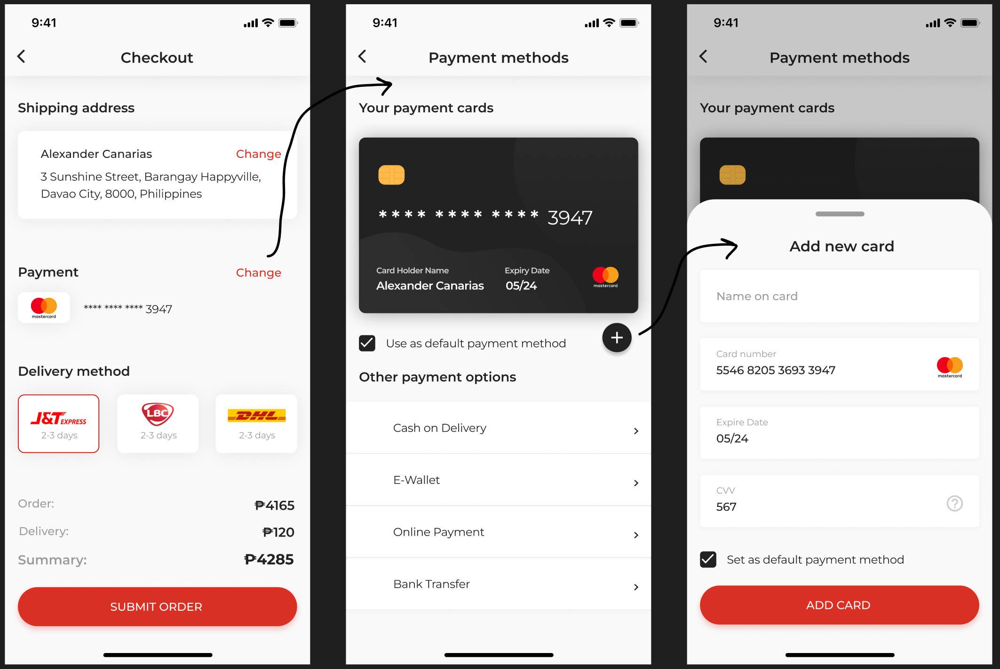 9:41
Checkout
Shipping address
Alexander Canarias
Change
3 Sunshine Street, Barangay Happyville,
Davao City, 8000, Philippines
Payment
Change
mastercard
**** **** **** 3947
Delivery method
J&T EXPRESS
2-3 days
LBC
2-3 days
DHL
2-3 days
Order:
₱4165
Delivery:
₱120
Summary:
₱4285
SUBMIT ORDER
9:41
Payment methods
Your payment cards
**** **** **** 3947
Card Holder Name
Alexander Canarias
Expiry Date
05/24
mastercard
Use as default payment method
+
Other payment options
Cash on Delivery
E-Wallet
Online Payment
Bank Transfer
9:41
Payment methods
Your payment cards
Add new card
Name on card
Card number
5546 8205 3693 3947
mastercard
Expire Date
05/24
CVV
567
?
Set as default payment method
ADD CARD